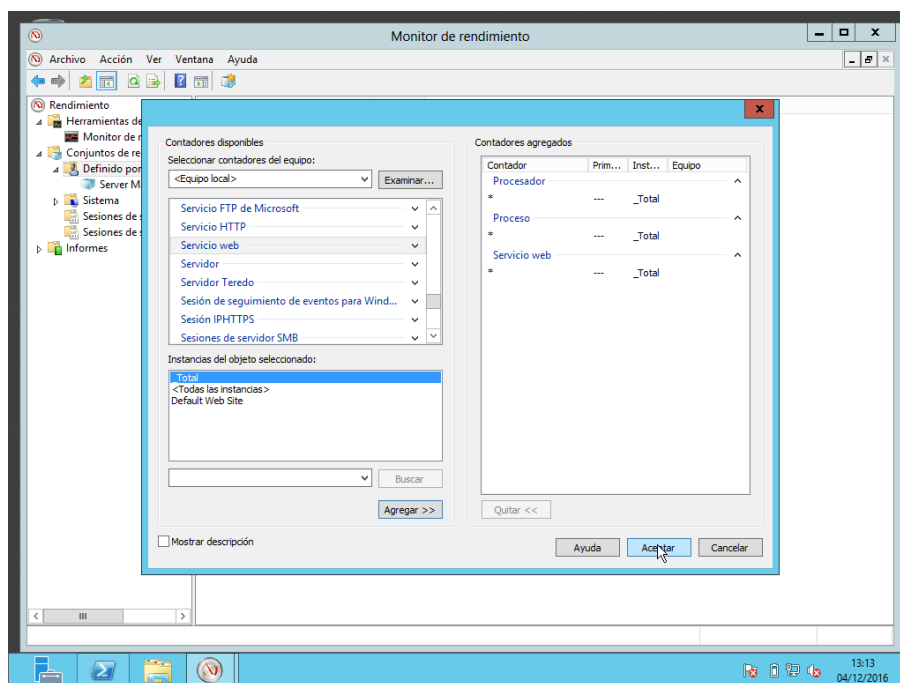 Monitor de rendimiento
Archivo Acción Ver Ventana Ayuda
Rendimiento
Herramientas de
Monitor de r
Conjuntos de re
Definido por
Server M
Sistema
Sesiones de s
Sesiones de s
Informes
Contadores disponibles
Seleccionar contadores del equipo:
<Equipo local>
Examinar...
Servicio FTP de Microsoft
Servicio HTTP
Servicio web
Servidor
Servidor Teredo
Sesión de seguimiento de eventos para Wind...
Sesión IPHTTPS
Sesiones de servidor SMB
Instancias del objeto seleccionado:
_Total
<Todas las instancias>
Default Web Site
Buscar
Agregar >>
Mostrar descripción
Contadores agregados
Contador Prim... Inst... Equipo
Procesador
* --- _Total
Proceso
* --- _Total
Servicio web
* --- _Total
Quitar <<
Ayuda Aceptar Cancelar
13:13
04/12/2016